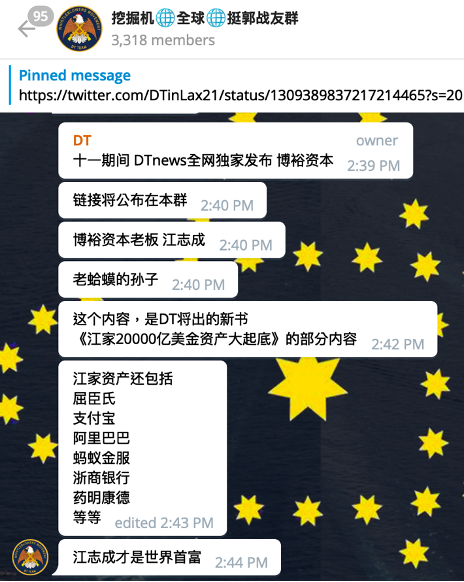 95
挖掘机🌐全球🌐挺郭战友群
3,318 members
Pinned message
https://twitter.com/DTinLax21/status/1309389837217214465?s=20
DT owner
十一期间 DTnews全网独家发布 博裕资本 2:39 PM
链接将公布在本群 2:40 PM
博裕资本老板 江志成 2:40 PM
老蛤蟆的孙子 2:40 PM
这个内容，是DT将出的新书
《江家20000亿美金资产大起底》的部分内容 2:42 PM
江家资产还包括
屈臣氏
支付宝
阿里巴巴
蚂蚁金服
浙商银行
药明康德
等等 edited 2:43 PM
江志成才是世界首富 2:44 PM